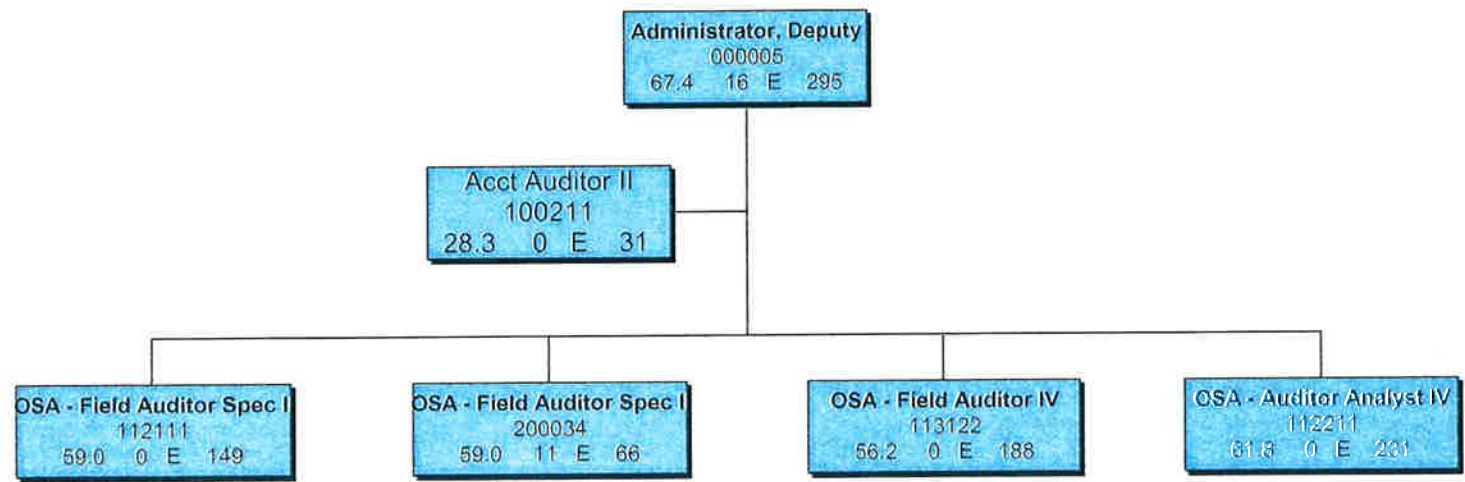 Administrator, Deputy
000005
67.4 16 E 295
Acct Auditor II
100211
28.3 0 E 31
OSA - Field Auditor Spec I
112111
59.0 0 E 149
OSA - Field Auditor Spec I
200034
59.0 11 E 66
OSA - Field Auditor IV
113122
56.2 0 E 188
OSA - Auditor Analyst IV
112211
61.8 0 E 231